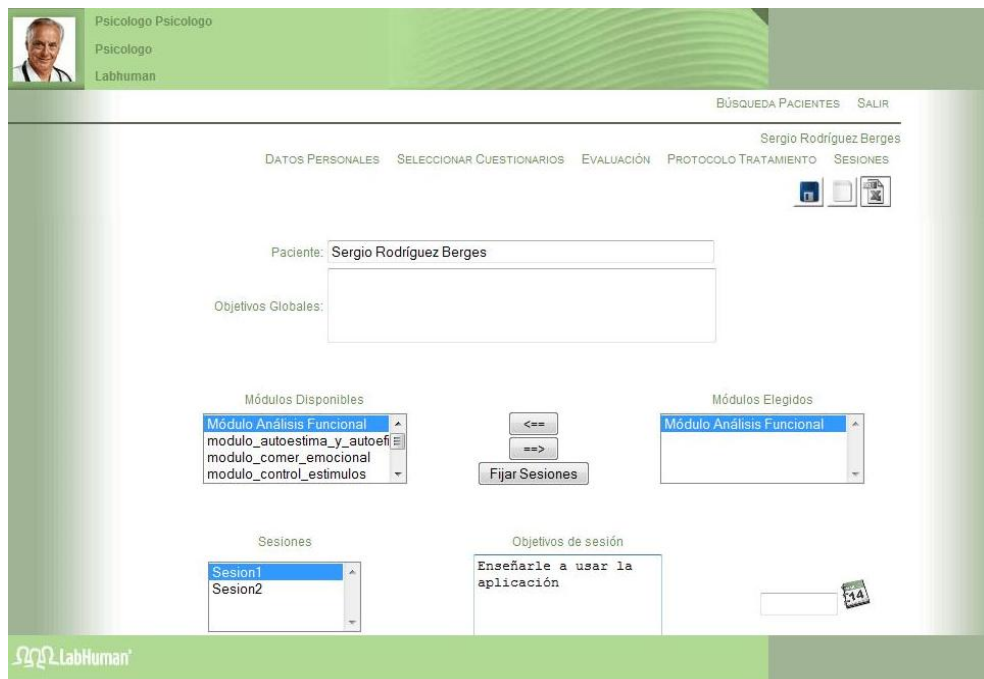 Psicologo Psicologo
Psicologo
Labhuman
BÚSQUEDA PACIENTES SALIR
Sergio Rodríguez Berges
DATOS PERSONALES SELECCIONAR CUESTIONARIOS EVALUACIÓN PROTOCOLO TRATAMIENTO SESIONES
Paciente: Sergio Rodríguez Berges
Objetivos Globales:
Módulos Disponibles
Módulos Elegidos
Módulo Análisis Funcional
modulo_autoestima_y_autoefi
modulo_comer_emocional
modulo_control_estimulos
<==
==>
Fijar Sesiones
Módulo Análisis Funcional
Sesiones
Objetivos de sesión
Sesion1
Sesion2
Enseñarle a usar la
aplicación
14
LabHuman